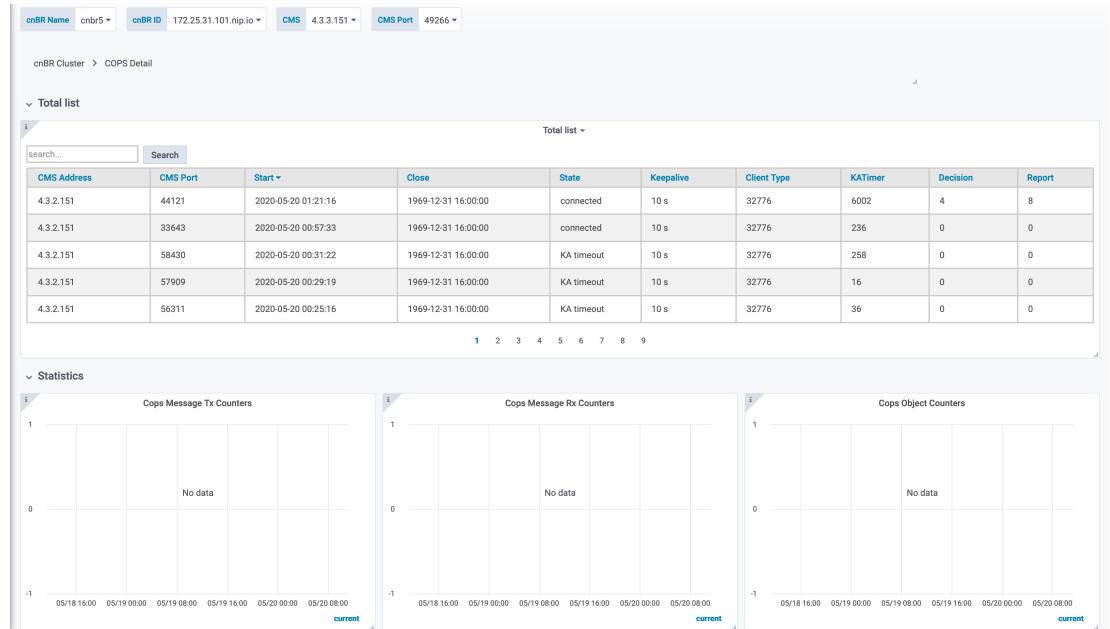 cnBR Name cnbr5 cnBR ID 172.25.31.101.nip.io CMS 4.3.3.151 CMS Port 49266
cnBR Cluster > COPS Detail
Total list
i
Total list
search... Search
CMS Address CMS Port Start Close State Keepalive Client Type KATimer Decision Report
4.3.2.151 44121 2020-05-20 01:21:16 1969-12-31 16:00:00 connected 10 s 32776 6002 4 8
4.3.2.151 33643 2020-05-20 00:57:33 1969-12-31 16:00:00 connected 10 s 32776 236 0 0
4.3.2.151 58430 2020-05-20 00:31:22 1969-12-31 16:00:00 KA timeout 10 s 32776 258 0 0
4.3.2.151 57909 2020-05-20 00:29:19 1969-12-31 16:00:00 KA timeout 10 s 32776 16 0 0
4.3.2.151 56311 2020-05-20 00:25:16 1969-12-31 16:00:00 KA timeout 10 s 32776 36 0 0
1 2 3 4 5 6 7 8 9
Statistics
i
Cops Message Tx Counters
1
No data
0
-1
05/18 16:00 05/19 00:00 05/19 08:00 05/19 16:00 05/20 00:00 05/20 08:00
current
i
Cops Message Rx Counters
1
No data
0
-1
05/18 16:00 05/19 00:00 05/19 08:00 05/19 16:00 05/20 00:00 05/20 08:00
current
i
Cops Object Counters
1
No data
0
-1
05/18 16:00 05/19 00:00 05/19 08:00 05/19 16:00 05/20 00:00 05/20 08:00
current